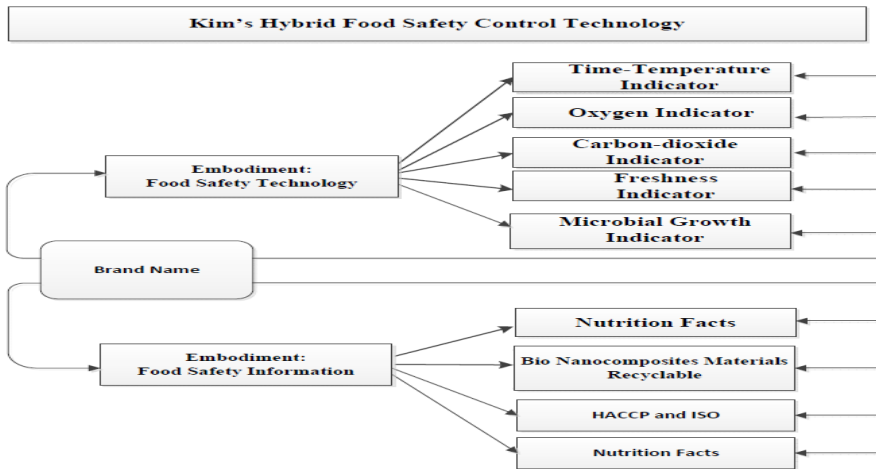 Kim's Hybrid Food Safety Control Technology
Time-Temperature
Indicator
Oxygen Indicator
Carbon-dioxide
Indicator
Embodiment:
Food Safety Technology
Freshness
Indicator
Microbial Growth
Indicator
Brand Name
Nutrition Facts
Embodiment:
Food Safety Information
Bio Nanocomposites Materials
Recyclable
HACCP and ISO
Nutrition Facts